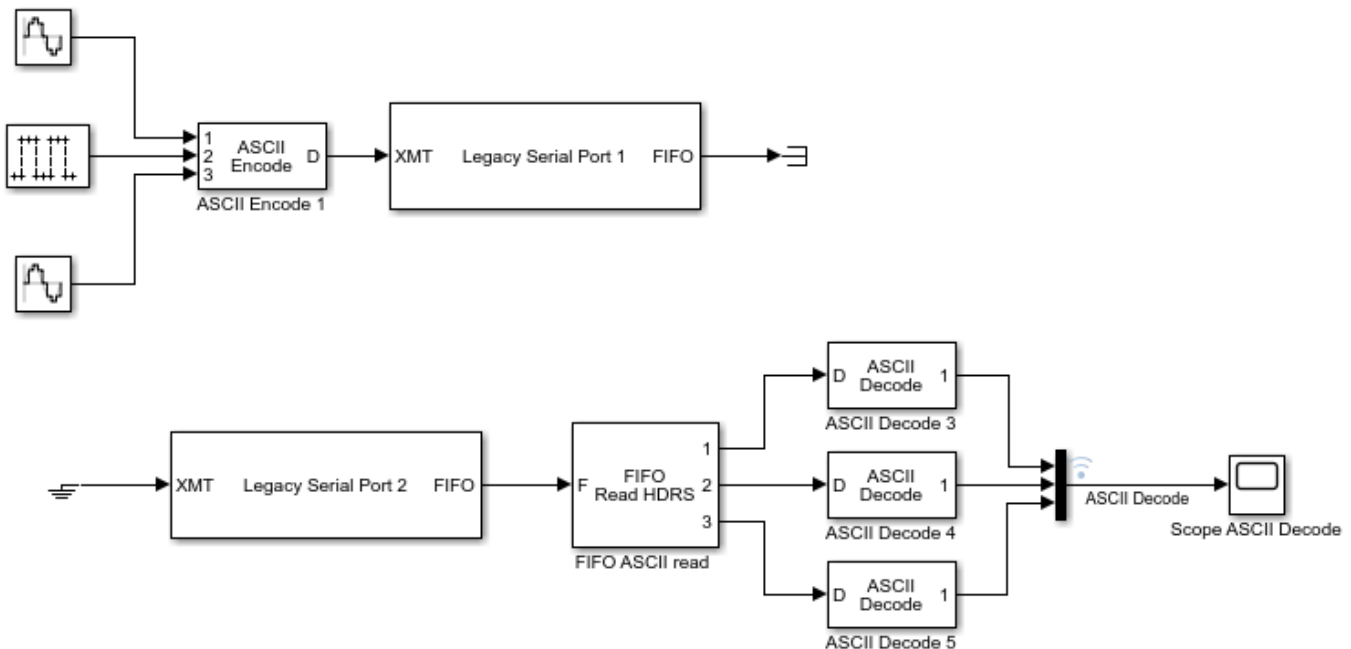 1
2
3
ASCII
Encode
D
ASCII Encode 1
XMT
Legacy Serial Port 1
FIFO
XMT
Legacy Serial Port 2
FIFO
F
FIFO
Read HDRS
1
2
3
FIFO ASCII read
D
ASCII
Decode
1
ASCII Decode 3
D
ASCII
Decode
1
ASCII Decode 4
D
ASCII
Decode
1
ASCII Decode 5
ASCII Decode
Scope ASCII Decode